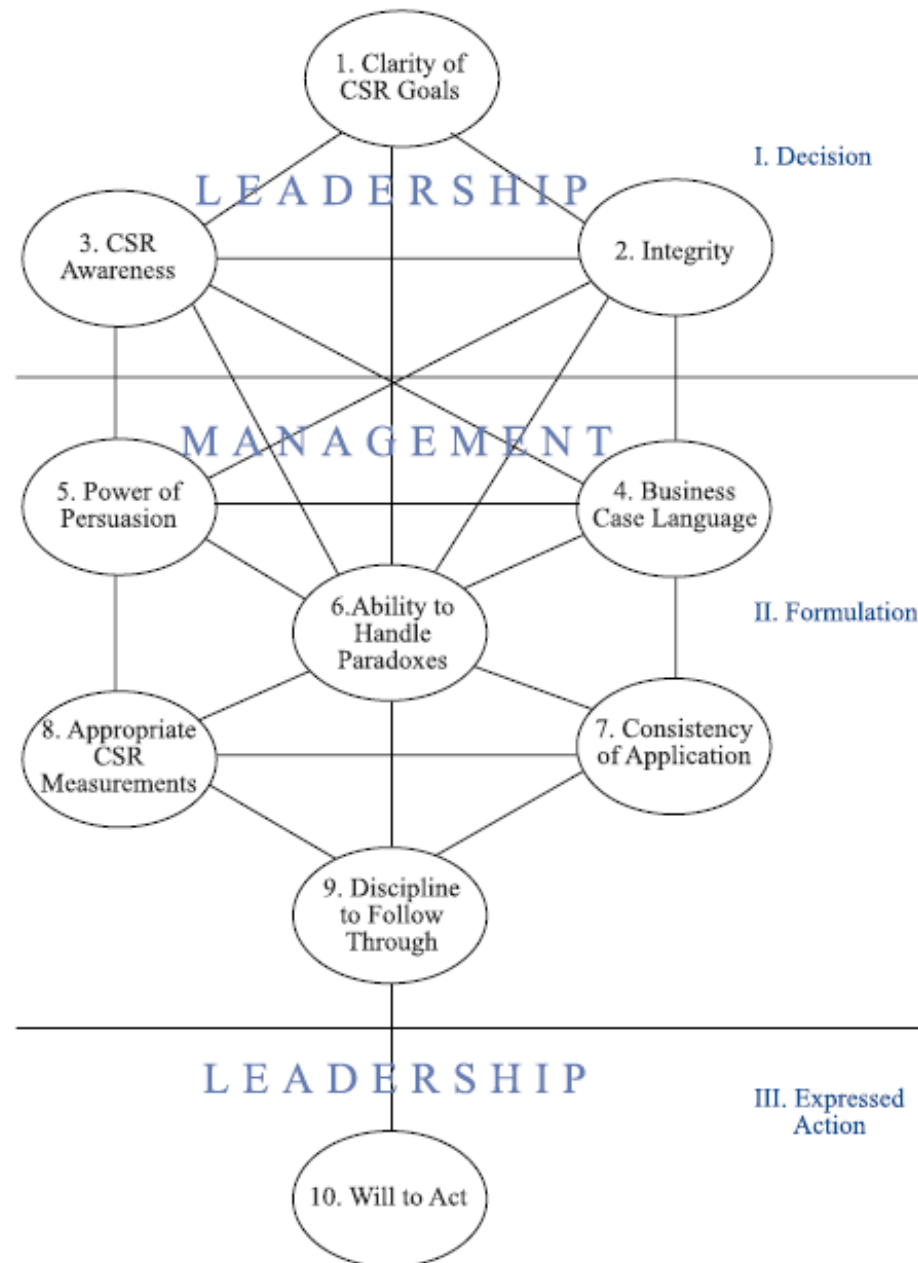 1. Clarity of
CSR Goals
I. Decision
LEADERSHIP
3. CSR
Awareness
2. Integrity
MANAGEMENT
5. Power of
Persuasion
4. Business
Case Language
6.Ability to
Handle
Paradoxes
II. Formulation
8. Appropriate
CSR
Measurements
7. Consistency
of Application
9. Discipline
to Follow
Through
LEADERSHIP
III. Expressed
Action
10. Will to Act